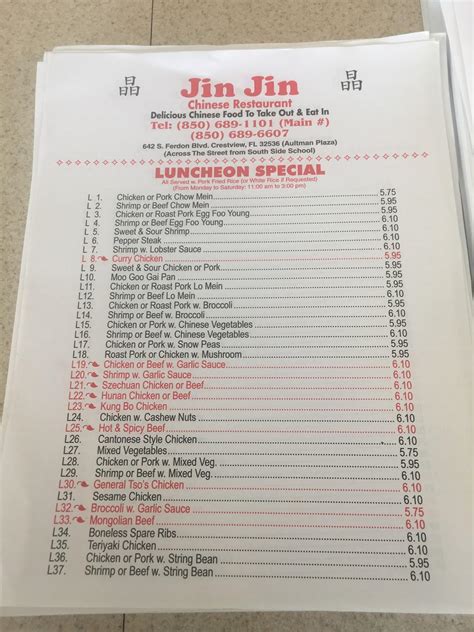 晶 Jin Jin 晶
Chinese Restaurant
Delicious Chinese Food To Take Out & Eat In
Tel: (850) 689-1101 (Main #)
(850) 689-6607
642 S. Ferdon Blvd. Crestview, FL 32536 (Aultman Plaza)
(Across The Street from South Side School)
LUNCHEON SPECIAL
All Served w. Pork Fried Rice (or White Rice if Requested)
(From Monday to Saturday: 11:00 am to 3:00 pm)
L 1. Chicken or Pork Chow Mein 5.75
L 2. Shrimp or Beef Chow Mein 6.10
L 3. Chicken or Roast Pork Egg Foo Young 5.95
L 4. Shrimp or Beef Egg Foo Young 6.10
L 5. Sweet & Sour Shrimp 6.10
L 6. Pepper Steak 6.10
L 7. Shrimp w. Lobster Sauce 6.10
L 8. Curry Chicken 5.95
L 9. Sweet & Sour Chicken or Pork 5.95
L10. Moo Goo Gai Pan 5.95
L11. Chicken or Pork Lo Mein 5.95
L12. Shrimp or Beef Lo Mein 6.10
L13. Chicken or Roast Pork w. Broccoli 5.95
L14. Shrimp or Beef w. Broccoli 6.10
L15. Chicken or Pork w. Chinese Vegetables 5.95
L16. Shrimp or Beef w. Chinese Vegetables 6.10
L17. Chicken or Pork w. Snow Peas 5.95
L18. Roast Pork or Chicken w. Mushroom 5.95
L19. Chicken or Beef w. Garlic Sauce 6.10
L20. Shrimp w. Garlic Sauce 6.10
L21. Szechuan Chicken or Beef 6.10
L22. Hunan Chicken or Beef 6.10
L23. Kung Bo Chicken 6.10
L24. Chicken w. Cashew Nuts 6.10
L25. Hot & Spicy Beef 6.10
L26. Cantonese Style Chicken 5.95
L27. Mixed Vegetables 5.75
L28. Chicken or Pork w. Mixed Veg. 5.95
L29. Shrimp or Beef w. Mixed Veg. 6.10
L30. General Tso's Chicken 6.10
L31. Sesame Chicken 6.10
L32. Broccoli w. Garlic Sauce 5.75
L33. Mongolian Beef 6.10
L34. Boneless Spare Ribs 6.10
L35. Teriyaki Chicken 6.10
L36. Chicken or Pork w. String Bean 5.95
L37. Shrimp or Beef w. String Bean 6.10